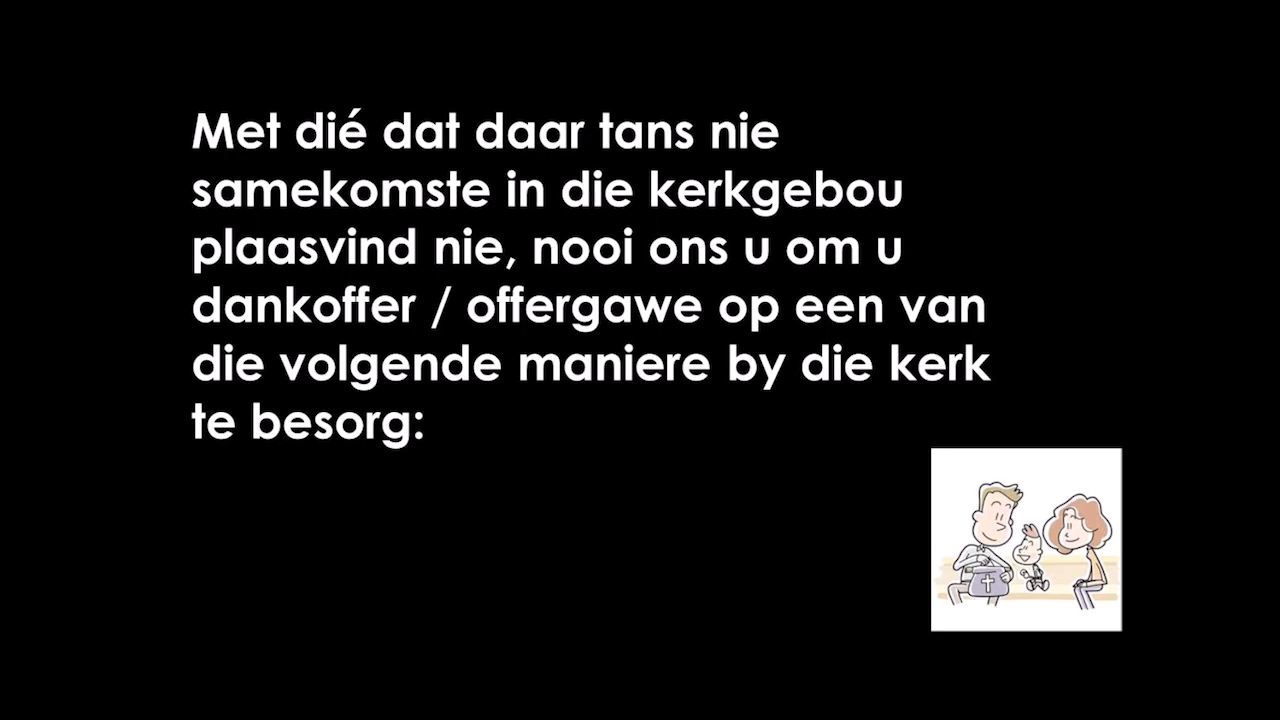 Met dié dat daar tans nie
samekomste in die kerkgebou
plaasvind nie, nooi ons u om u
dankoffer / offergawe op een van
die volgende maniere by die kerk
te besorg: